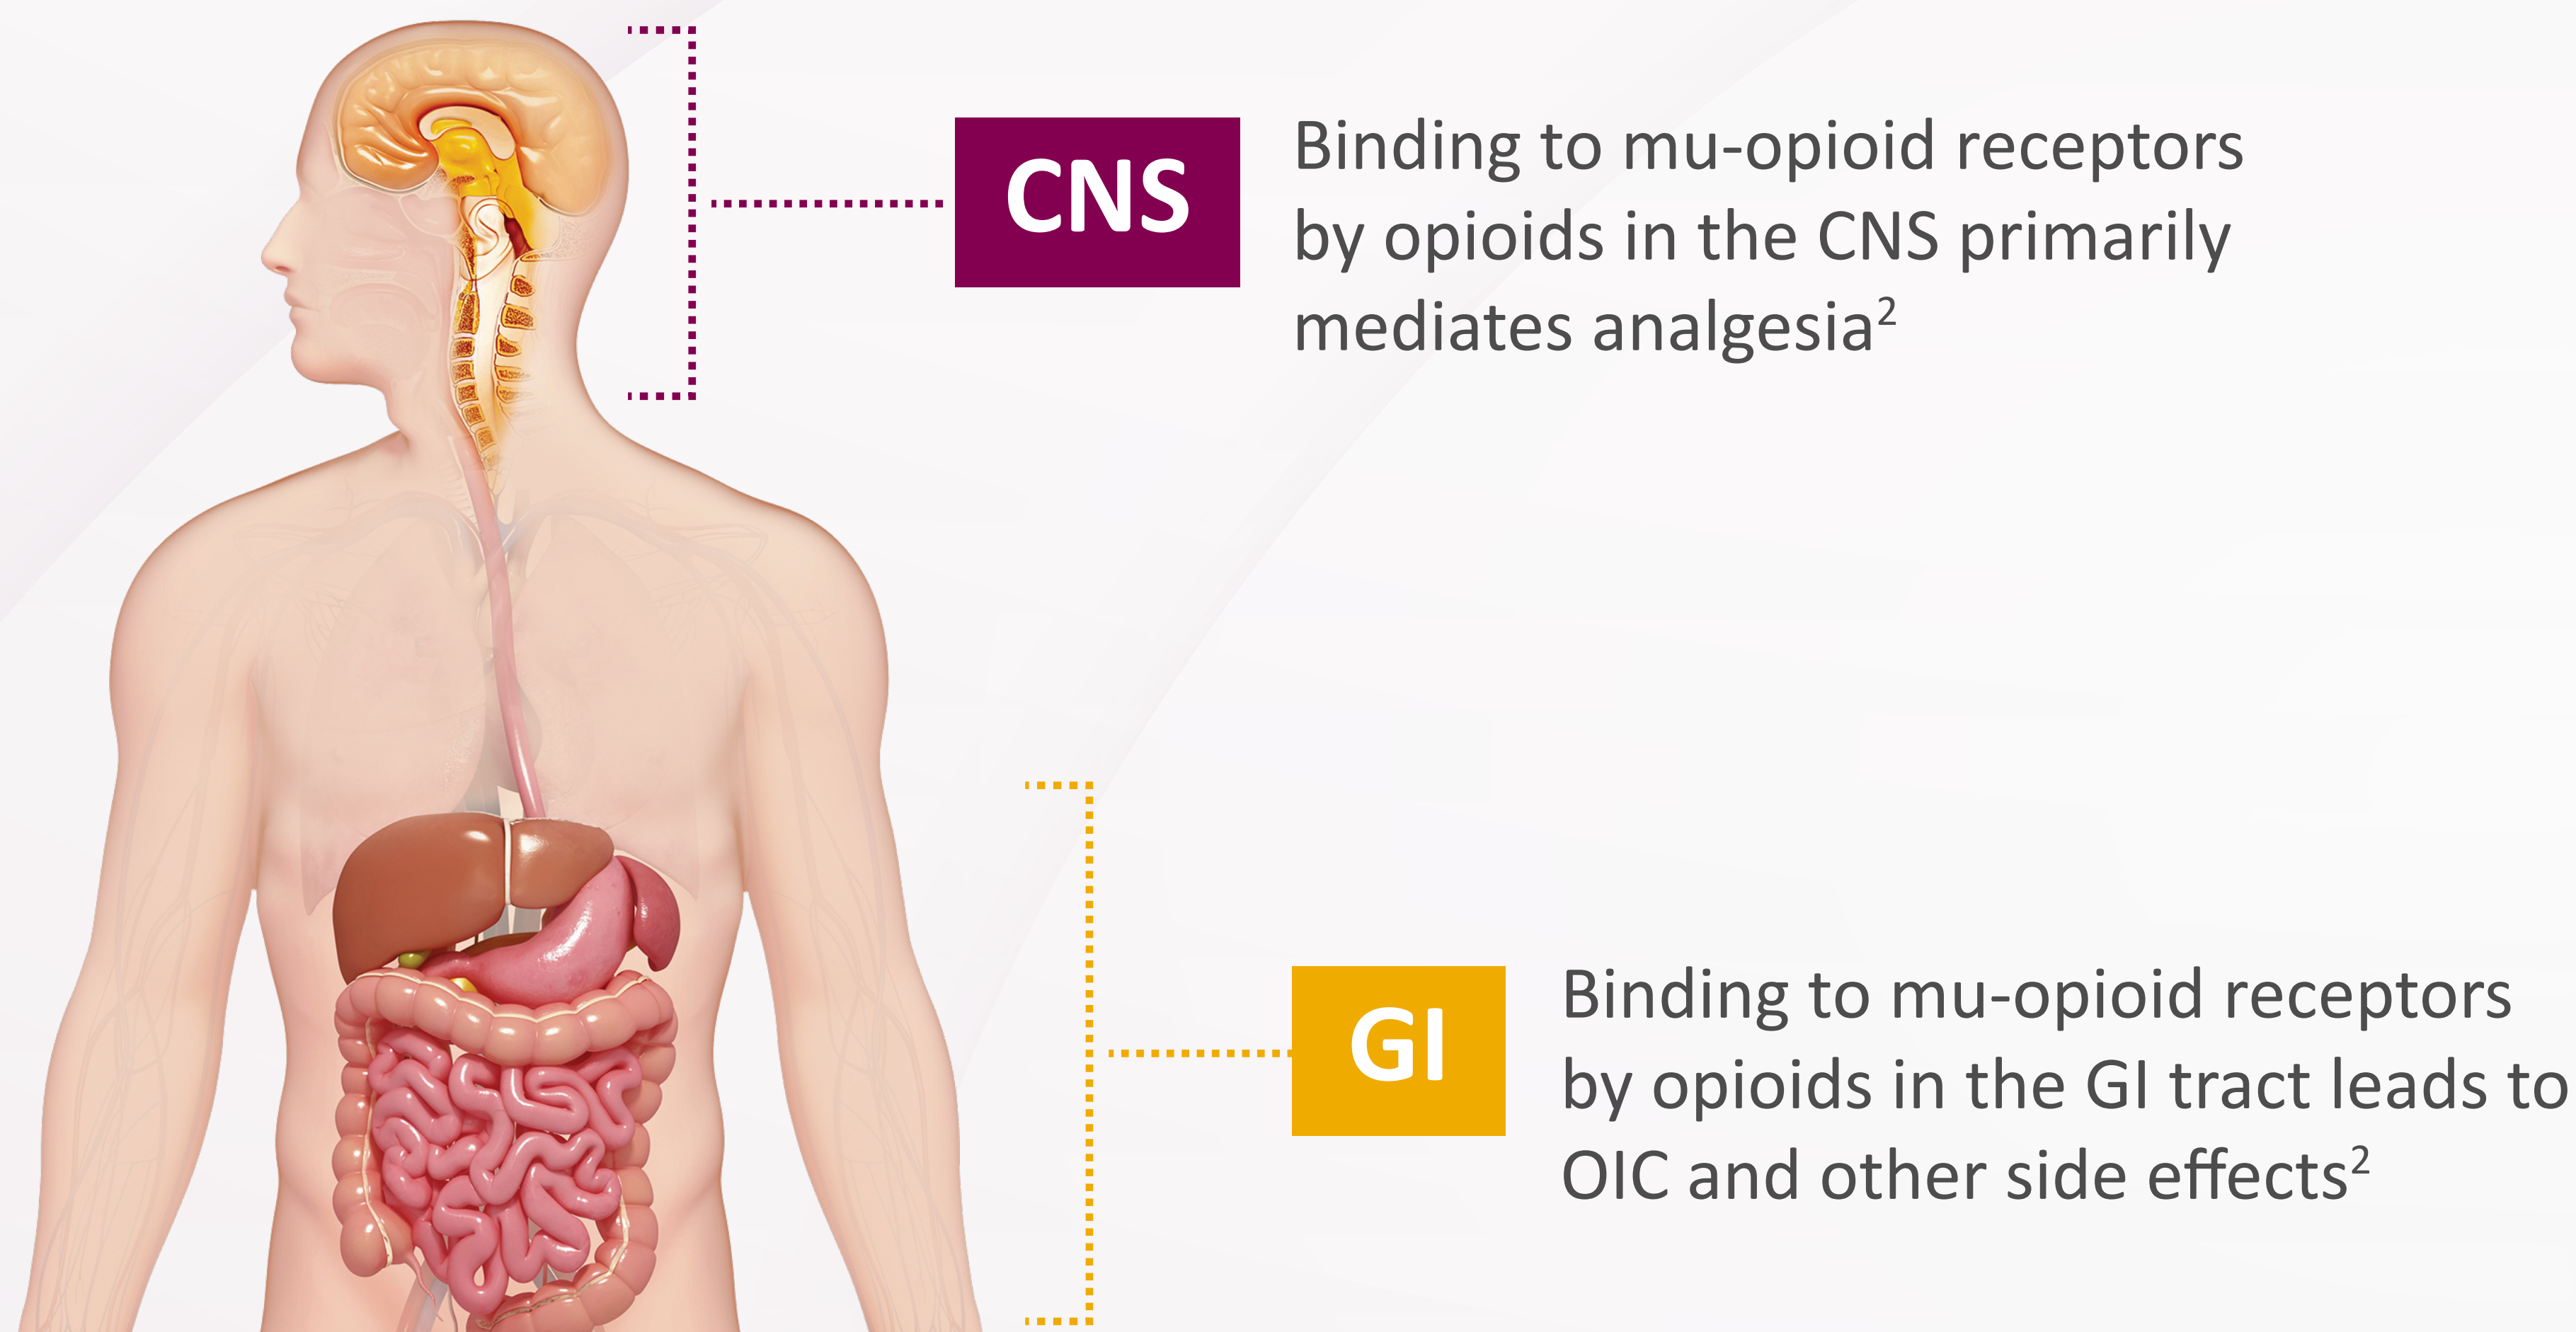 CNS
Binding to mu-opioid receptors
by opioids in the CNS primarily
mediates analgesia²
GI
Binding to mu-opioid receptors
by opioids in the GI tract leads to
OIC and other side effects²